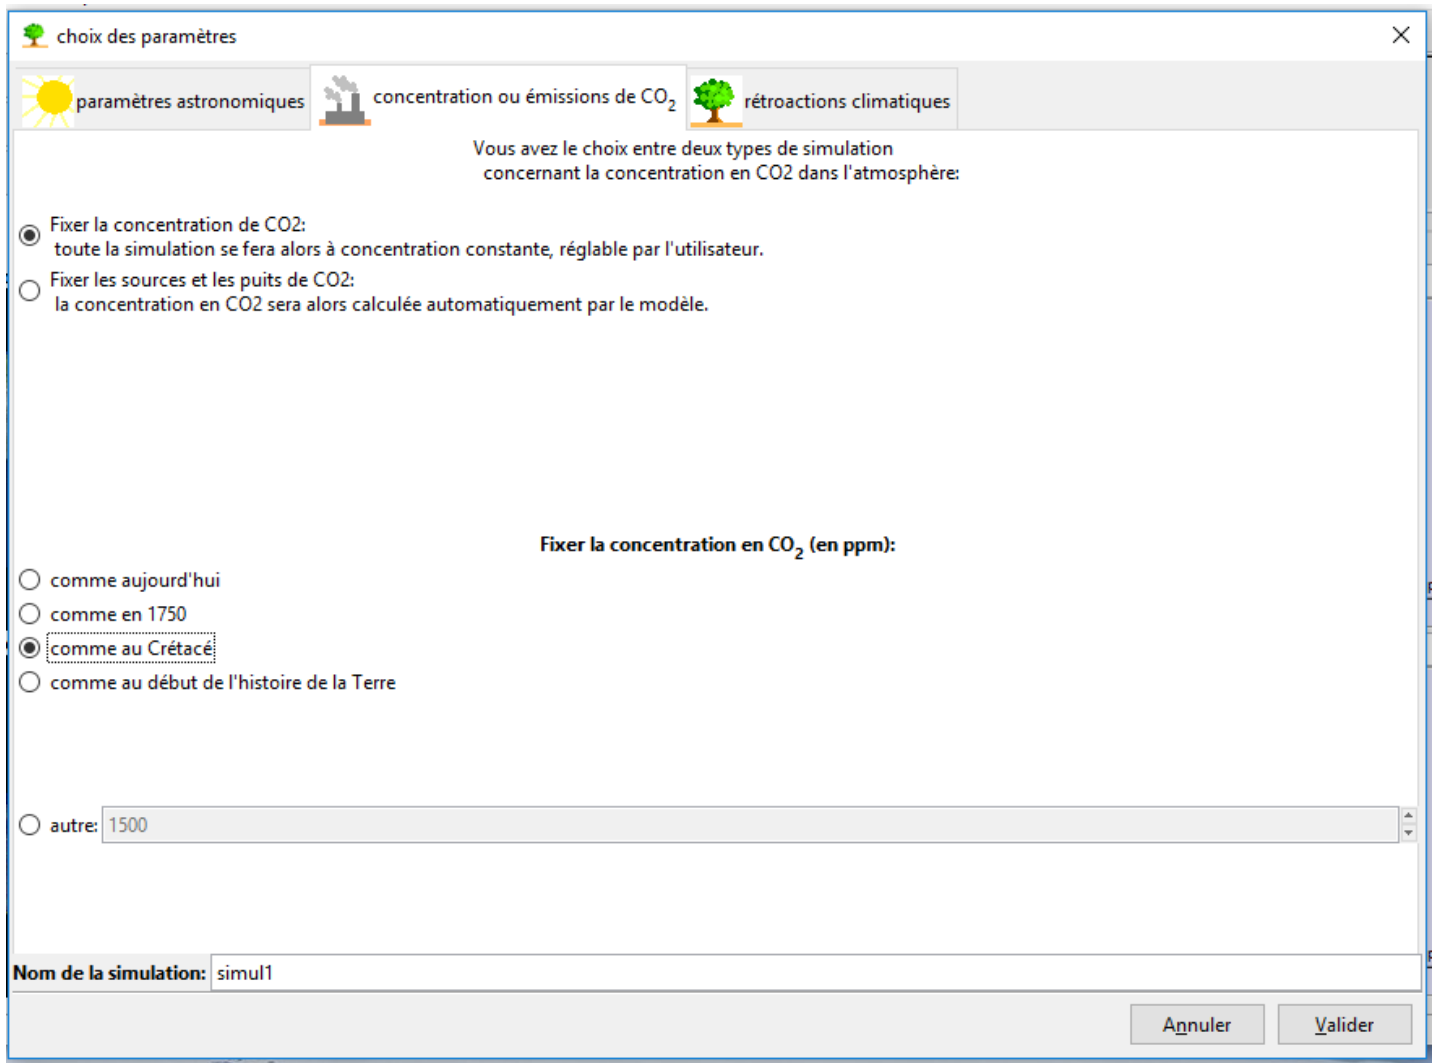 choix des paramètres
paramètres astronomiques
concentration ou émissions de CO2
rétroactions climatiques
Vous avez le choix entre deux types de simulation
concernant la concentration en CO2 dans l'atmosphère:
Fixer la concentration de CO2:
toute la simulation se fera alors à concentration constante, réglable par l'utilisateur.
Fixer les sources et les puits de CO2:
la concentration en CO2 sera alors calculée automatiquement par le modèle.
Fixer la concentration en CO2 (en ppm):
comme aujourd'hui
comme en 1750
comme au Crétacé
comme au début de l'histoire de la Terre
autre: 1500
Nom de la simulation: simul1
Annuler
Valider